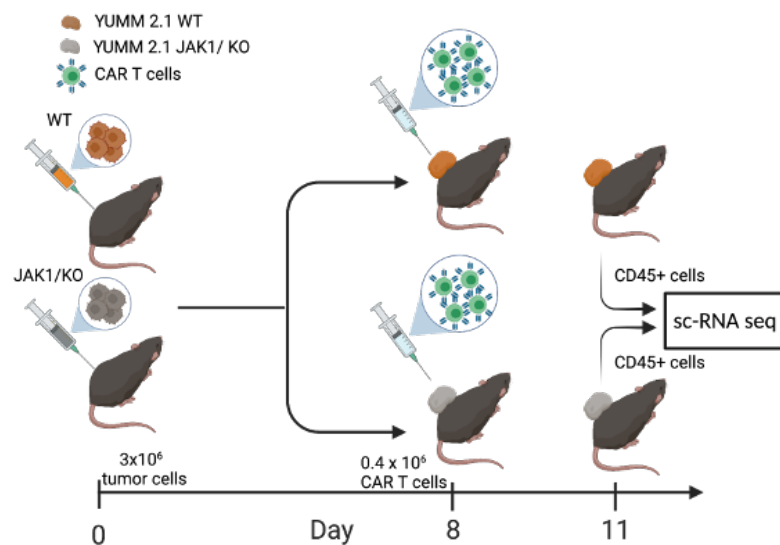 YUMM 2.1 WT
YUMM 2.1 JAK1/ KO
CAR T cells
WT
JAK1/KO
CD45+ cells
sc-RNA seq
CD45+ cells
3x10⁶
tumor cells
0.4 x 10⁶
CAR T cells
0
Day
8
11